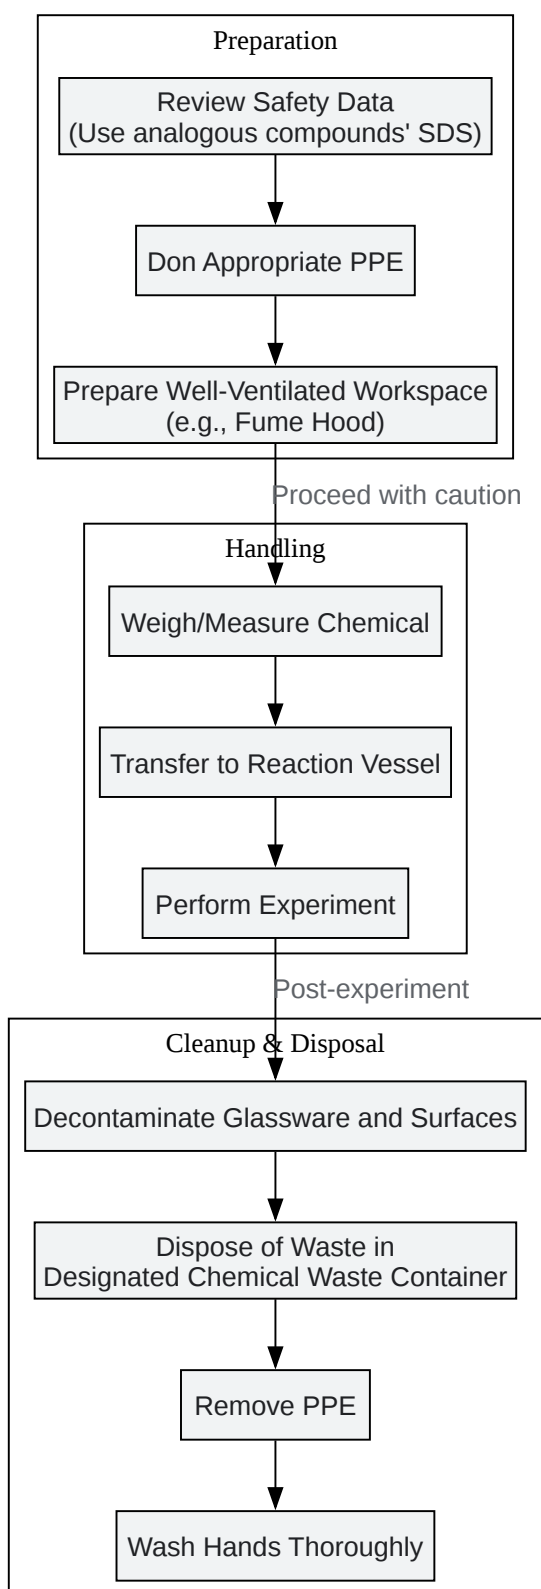 Preparation
Review Safety Data
(Use analogous compounds' SDS)
Don Appropriate PPE
Prepare Well-Ventilated Workspace
(e.g., Fume Hood)
Proceed with caution
Handling
Weigh/Measure Chemical
Transfer to Reaction Vessel
Perform Experiment
Post-experiment
Cleanup & Disposal
Decontaminate Glassware and Surfaces
Dispose of Waste in
Designated Chemical Waste Container
Remove PPE
Wash Hands Thoroughly